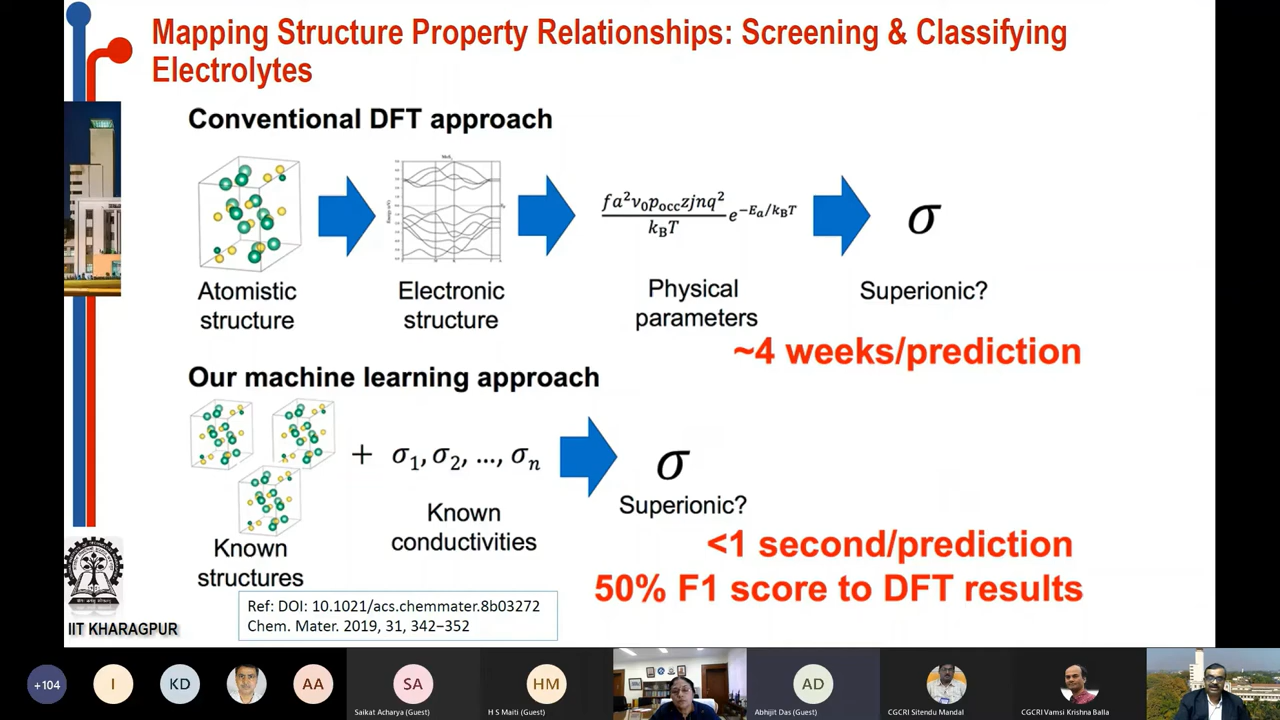 Mapping Structure Property Relationships: Screening & Classifying
Electrolytes
Conventional DFT approach
fa²ν₀pₒcczjnq²
k_BT
e^{-Eₐ/k_BT}
σ
Atomistic
structure
Electronic
structure
Physical
parameters
Superionic?
~4 weeks/prediction
Our machine learning approach
+ σ₁, σ₂, ..., σₙ
σ
Superionic?
Known
conductivities
Known
structures
<1 second/prediction
50% F1 score to DFT results
Ref: DOI: 10.1021/acs.chemmater.8b03272
Chem. Mater. 2019, 31, 342–352
IIT KHARAGPUR
+104
I
KD
AA
SA
Saikat Acharya (Guest)
HM
H S Maiti (Guest)
AD
Abhijit Das (Guest)
CGCRI Sitendu Mandal
CGCRI Vamsi Krishna Balla